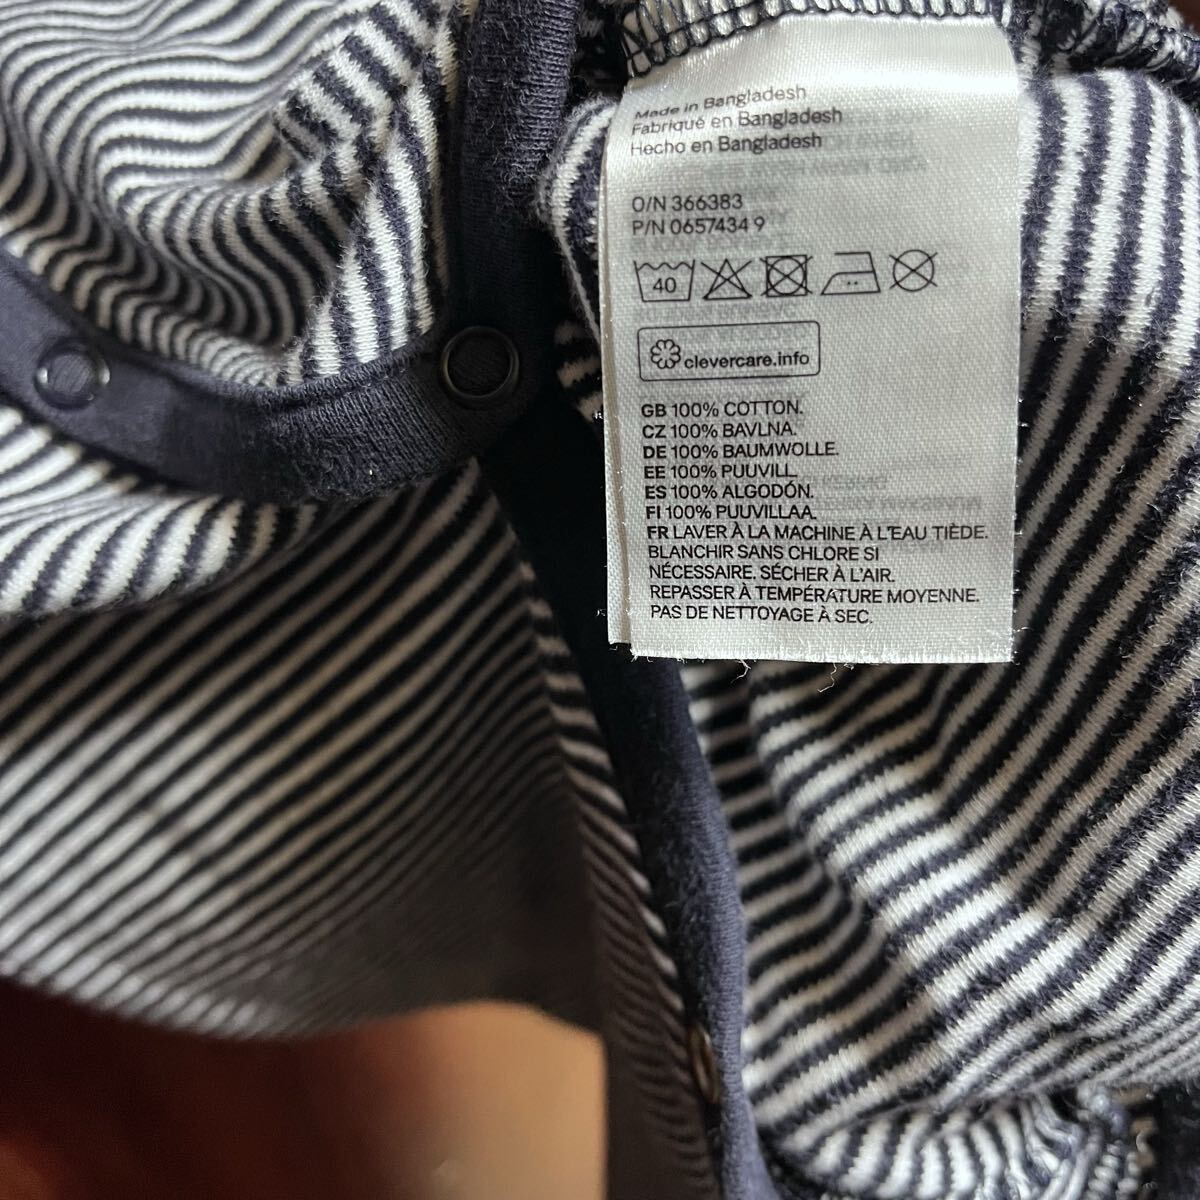 Made in Bangladesh
Fabriqué en Bangladesh
Hecho en Bangladesh
O/N 366383
P/N 0657434 9
40
clevercare.info
GB 100% COTTON.
CZ 100% BAVLNA.
DE 100% BAUMWOLLE.
EE 100% PUUVILL.
ES 100% ALGODÓN.
FI 100% PUUVILLAA.
FR LAVER À LA MACHINE À L'EAU TIÈDE.
BLANCHIR SANS CHLORE SI
NÉCESSAIRE. SÉCHER À L'AIR.
REPASSER À TEMPÉRATURE MOYENNE.
PAS DE NETTOYAGE À SEC.